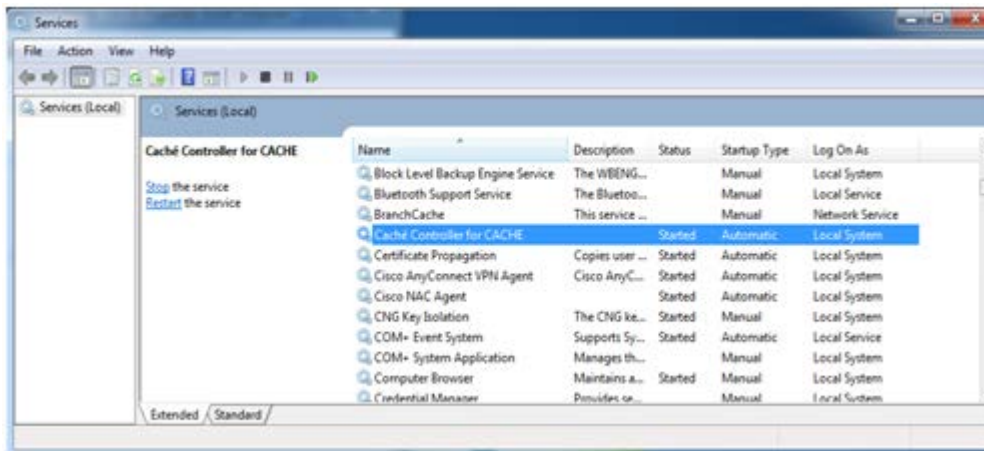 Services
File Action View Help
Services (Local)
Services (Local)
Caché Controller for CACHE
Stop the service
Restart the service
Name Description Status Startup Type Log On As
Block Level Backup Engine Service The WBENG... Manual Local System
Bluetooth Support Service The Bluetoo... Manual Local Service
BranchCache This service ... Manual Network Service
Caché Controller for CACHE Started Automatic Local System
Certificate Propagation Copies user ... Started Automatic Local System
Cisco AnyConnect VPN Agent Cisco AnyC... Started Automatic Local System
Cisco NAC Agent Started Automatic Local System
CNG Key Isolation The CNG ke... Started Manual Local System
COM+ Event System Supports Sy... Started Automatic Local Service
COM+ System Application Manages th... Manual Local System
Computer Browser Maintains a... Started Manual Local System
Credential Manager Provides se... Manual Local System
Extended Standard